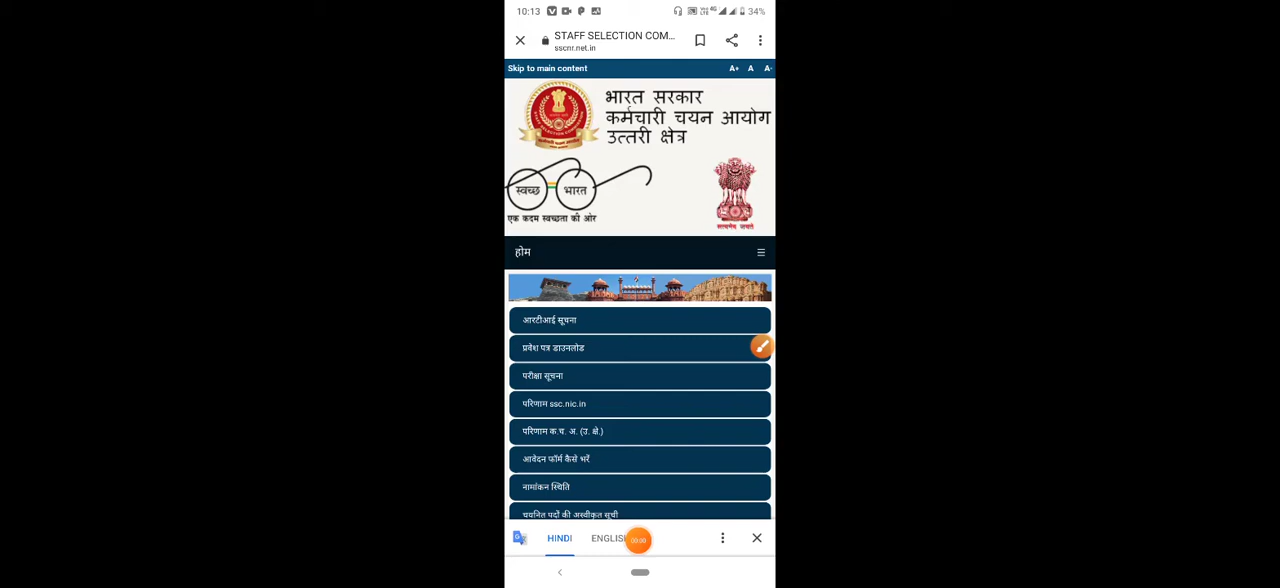 10:13 34%
STAFF SELECTION COM...
sscnr.net.in
Skip to main content A+ A A-
भारत सरकार
कर्मचारी चयन आयोग
उत्तरी क्षेत्र
स्वच्छ भारत
एक कदम स्वच्छता की ओर
सत्यमेव जयते
होम
आरटीआई सूचना
प्रवेश पत्र डाउनलोड
परीक्षा सूचना
परिणाम ssc.nic.in
परिणाम क.च. अ. (उ. क्षे.)
आवेदन फॉर्म कैसे भरें
नामांकन स्थिति
चयनित पदों की अस्वीकृत सूची
HINDI ENGLIS
00:00